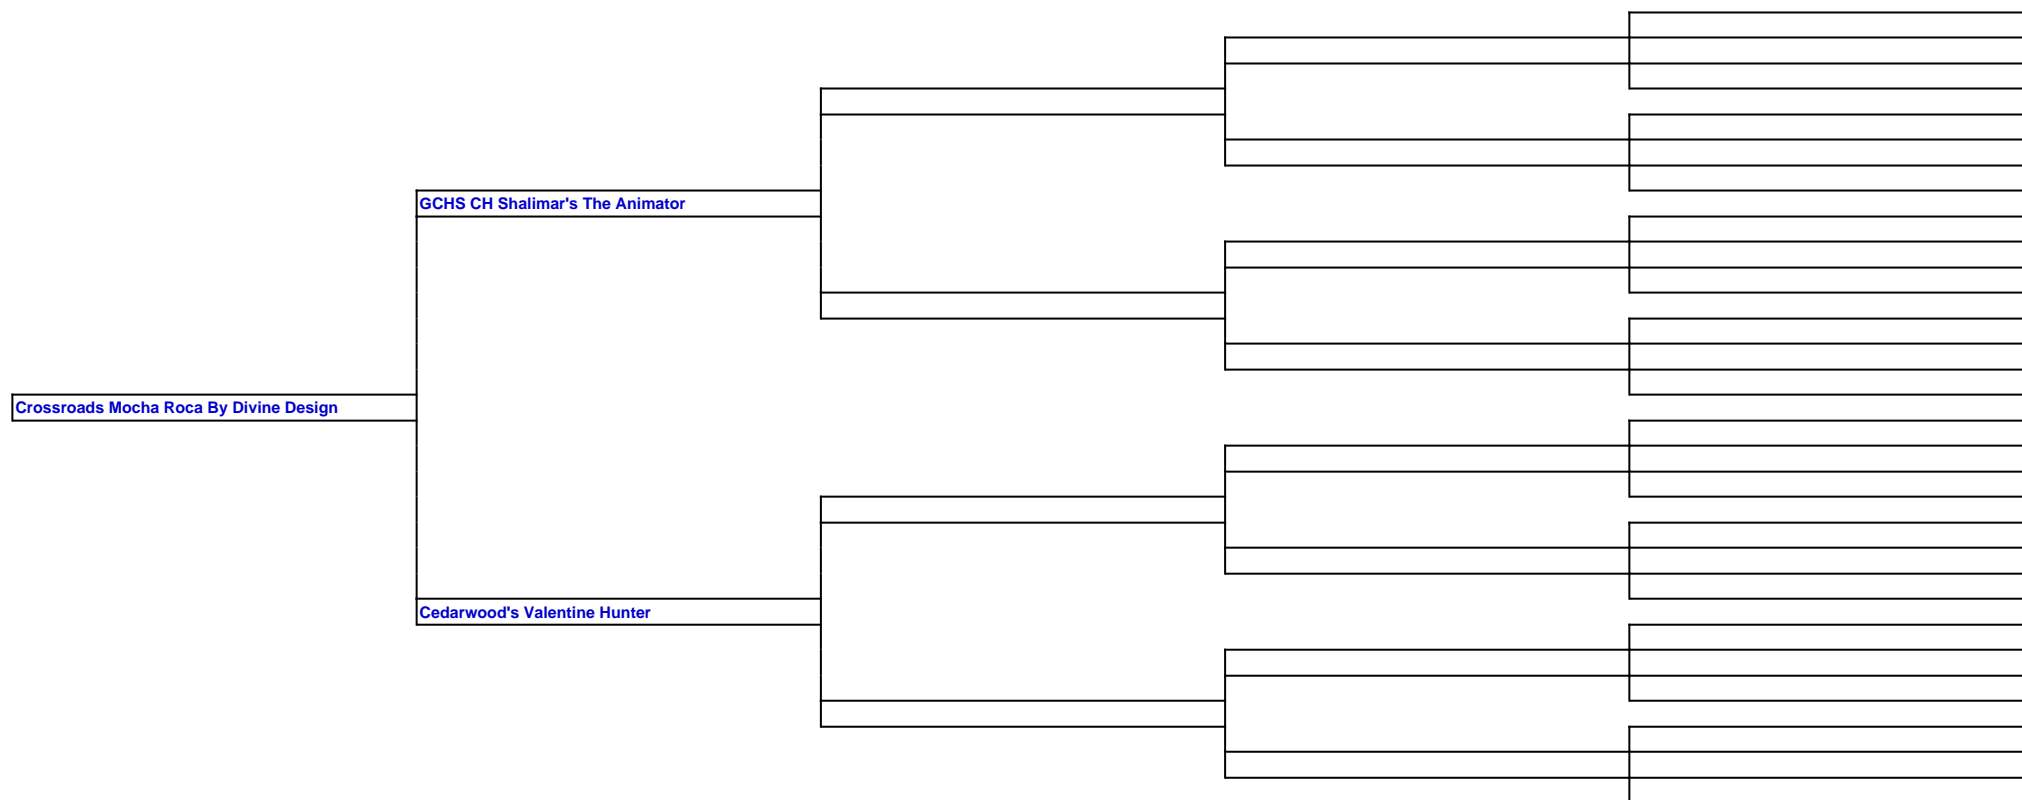 GCHS CH Shalimar's The Animator
Crossroads Mocha Roca By Divine Design
Cedarwood's Valentine Hunter